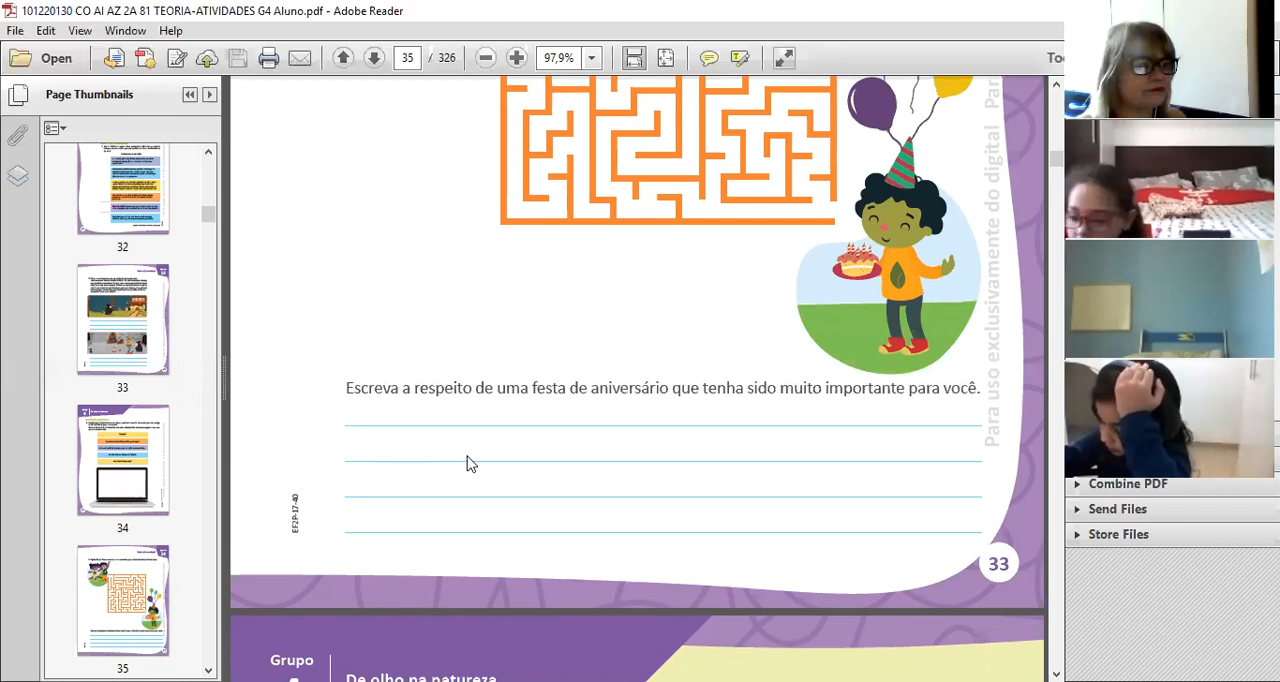 101220130 CO AI AZ 2A 81 TEORIA-ATIVIDADES G4 Aluno.pdf - Adobe Reader
File Edit View Window Help
Open 35 / 326 97,9% Too
Page Thumbnails
32
33
34
35
Para uso exclusivamente do digital Par
Escreva a respeito de uma festa de aniversário que tenha sido muito importante para você.
EF2P-17-40
33
Grupo
De olho na natureza
Combine PDF
Send Files
Store Files